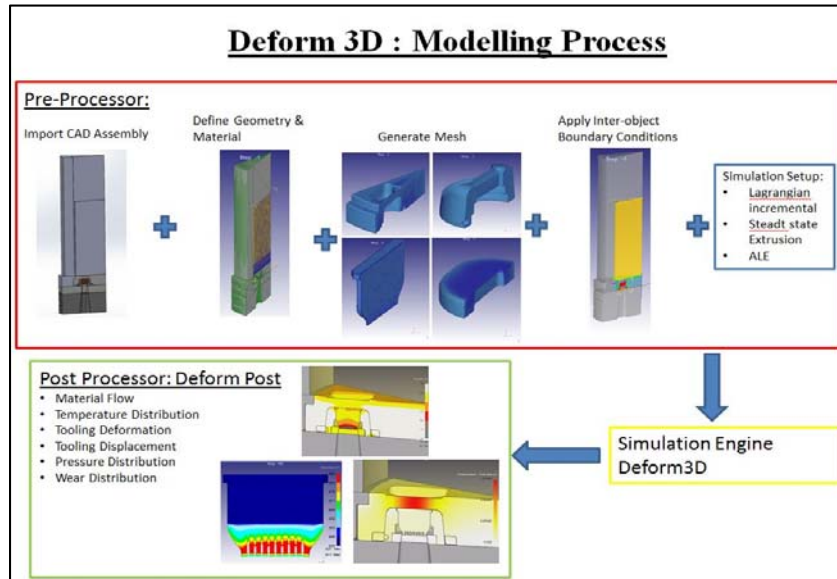 Deform 3D : Modelling Process
Pre-Processor:
Import CAD Assembly
Define Geometry &
Material
Generate Mesh
Apply Inter-object
Boundary Conditions
Simulation Setup:
• Lagrangian
incremental
• Steadt state
Extrusion
• ALE
Post Processor: Deform Post
• Material Flow
• Temperature Distribution
• Tooling Deformation
• Tooling Displacement
• Pressure Distribution
• Wear Distribution
Simulation Engine
Deform3D